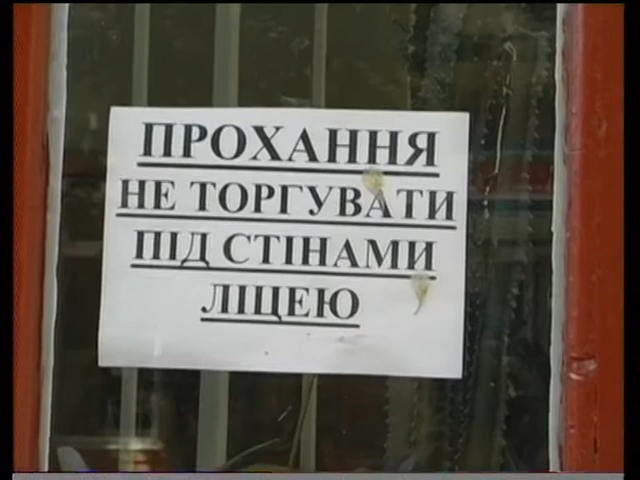 ПРОХАННЯ
НЕ ТОРГУВАТИ
ПІД СТІНАМИ
ЛІЦЕЮ